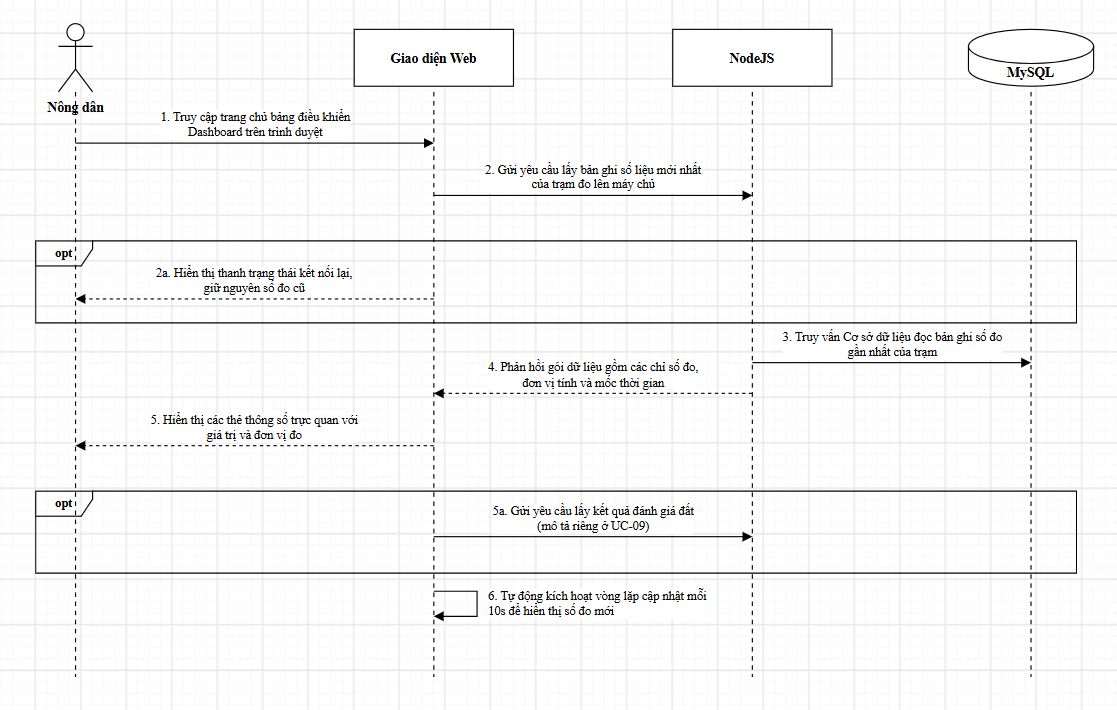 Nông dân
Giao diện Web
NodeJS
MySQL
1. Truy cập trang chủ bảng điều khiển
Dashboard trên trình duyệt
2. Gửi yêu cầu lấy bản ghi số liệu mới nhất
của trạm đo lên máy chủ
opt
2a. Hiển thị thanh trạng thái kết nối lại,
giữ nguyên số đo cũ
3. Truy vấn Cơ sở dữ liệu đọc bản ghi số đo
gần nhất của trạm
4. Phản hồi gói dữ liệu gồm các chỉ số đo,
đơn vị tính và mốc thời gian
5. Hiển thị các thẻ thông số trực quan với
giá trị và đơn vị đo
opt
5a. Gửi yêu cầu lấy kết quả đánh giá đất
(mô tả riêng ở UC-09)
6. Tự động kích hoạt vòng lặp cập nhật mỗi
10s để hiển thị số đo mới